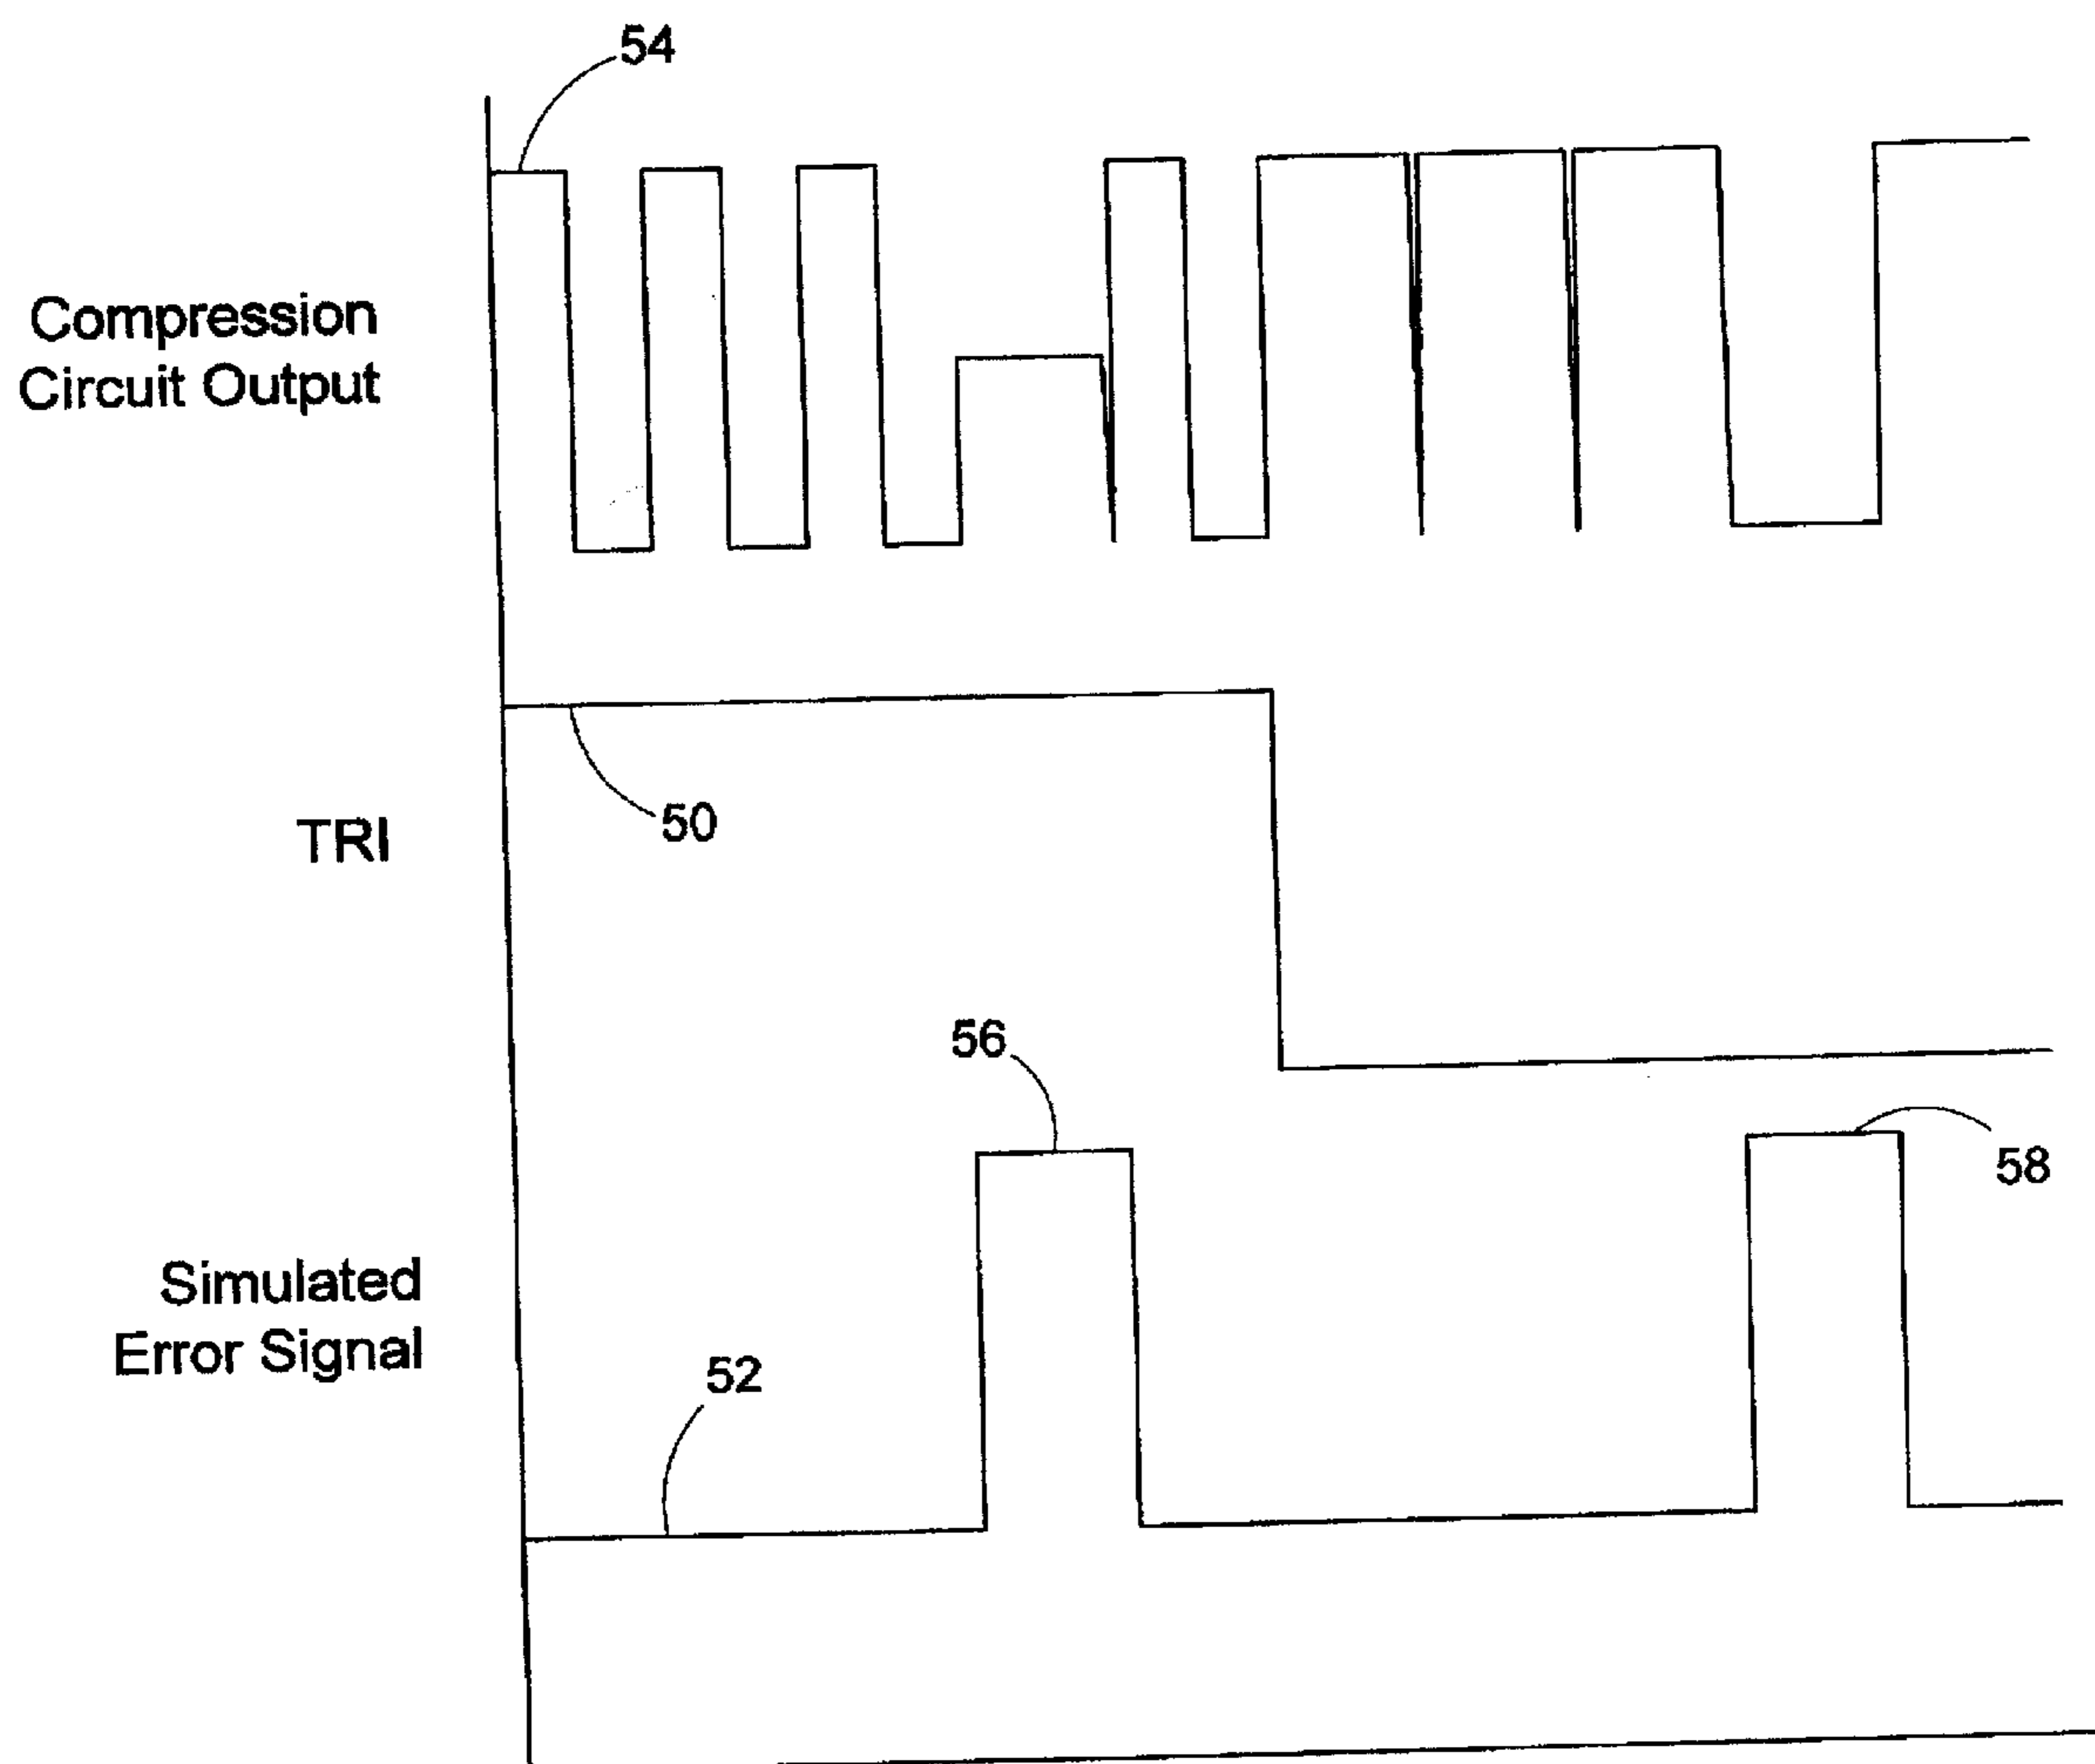 54
Compression
Circuit Output
50
TRI
56
58
Simulated
Error Signal
52